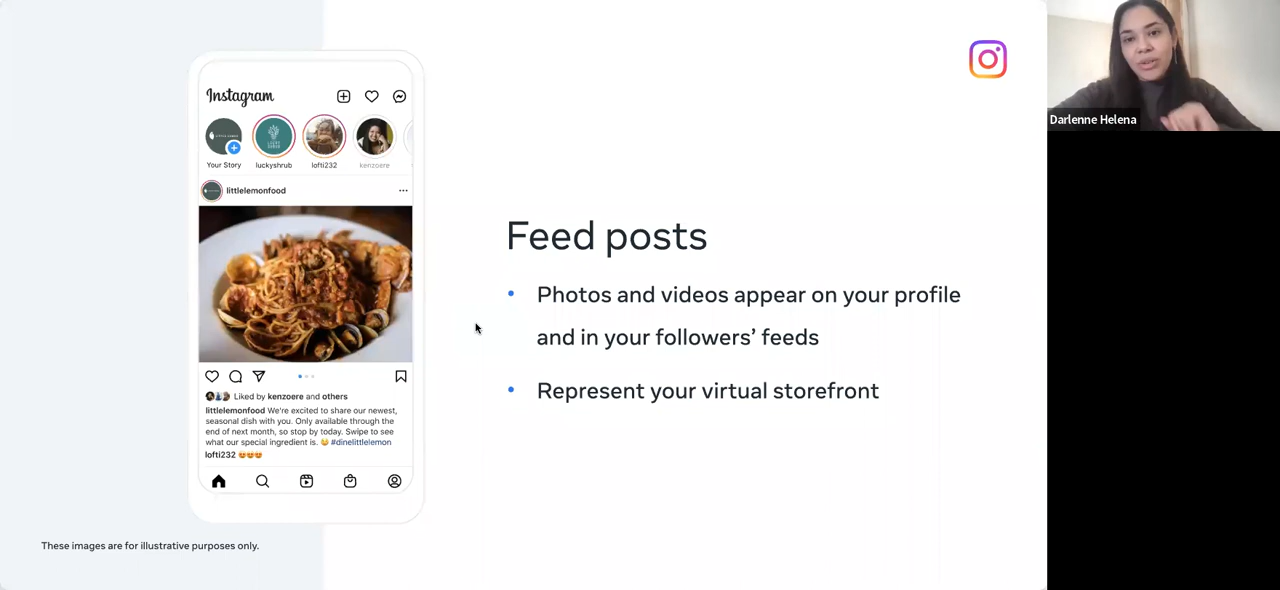 Instagram
Your Story
luckyshrub
lofti232
kenzoere
littlelemonfood
Liked by kenzoere and others
littlelemonfood We're excited to share our newest,
seasonal dish with you. Only available through the
end of next month, so stop by today. Swipe to see
what our special ingredient is. 😋 #dinelittlelemon
lofti232 😍😍😍
These images are for illustrative purposes only.
Feed posts
• Photos and videos appear on your profile
and in your followers’ feeds
• Represent your virtual storefront
Darlenne Helena